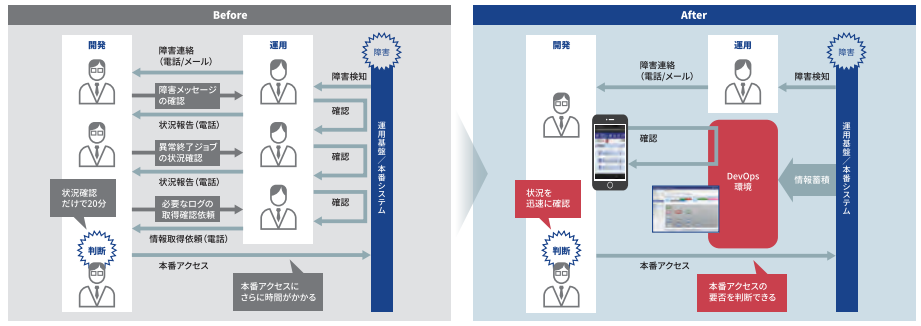 Before
開発
運用
障害
障害連絡
（電話/メール）
障害検知
障害メッセージ
の確認
確認
状況報告（電話）
異常終了ジョブ
の状況確認
確認
状況報告（電話）
状況確認
だけで20分
必要なログの
取得確認依頼
確認
情報取得依頼（電話）
判断
本番アクセス
本番アクセスに
さらに時間がかかる
運用基盤／本番システム
After
開発
運用
障害
障害連絡
（電話/メール）
障害検知
確認
DevOps
環境
情報蓄積
状況を
迅速に確認
判断
本番アクセス
本番アクセスの
要否を判断できる
運用基盤／本番システム